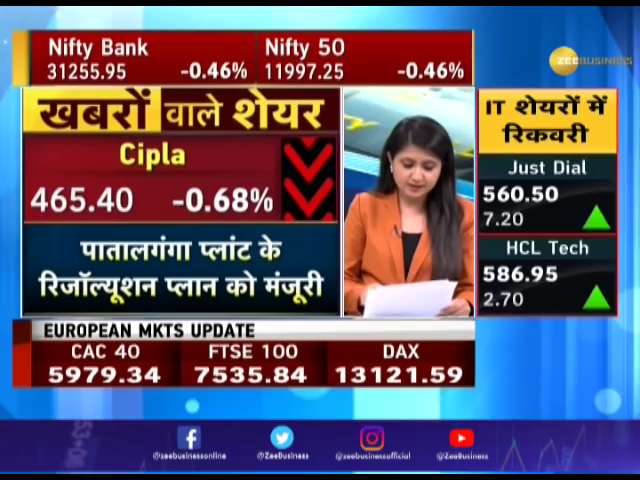 Nifty Bank
31255.95 -0.46%
Nifty 50
11997.25 -0.46%
ZEEBUSINESS
खबरों वाले शेयर
Cipla
465.40 -0.68%
पातालगंगा प्लांट के
रिजॉल्यूशन प्लान को मंजूरी
IT शेयरों में
रिकवरी
Just Dial
560.50
7.20
HCL Tech
586.95
2.70
EUROPEAN MKTS UPDATE
CAC 40 FTSE 100 DAX
5979.34 7535.84 13121.59
@zeebusinessonline @ZeeBusiness @zeebusinessofficial @ZeeBusiness